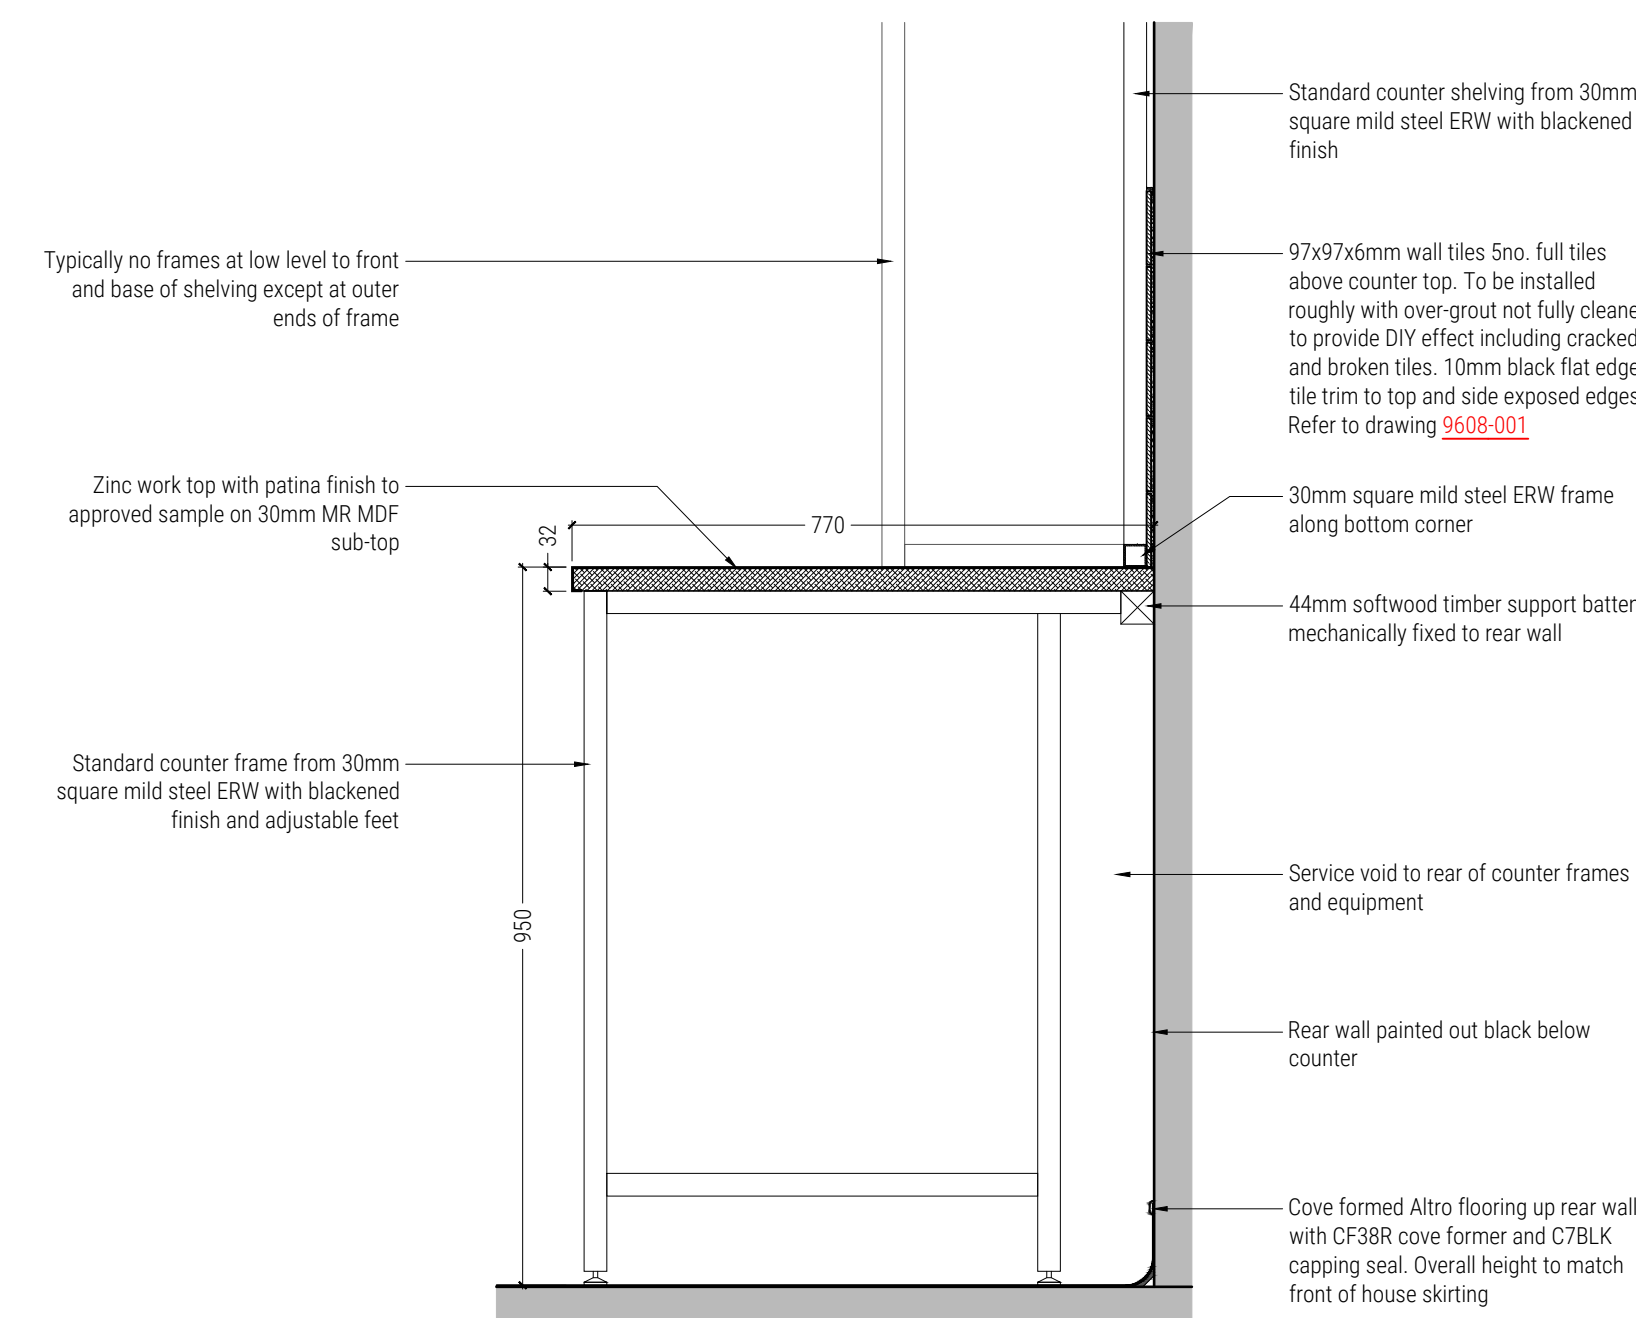 Standard counter shelving from 30mm
square mild steel ERW with blackened
finish
Typically no frames at low level to front
and base of shelving except at outer
ends of frame
97x97x6mm wall tiles 5no. full tiles
above counter top. To be installed
roughly with over-grout not fully cleane
to provide DIY effect including cracked
and broken tiles. 10mm black flat edge
tile trim to top and side exposed edges
Refer to drawing 9608-001
Zinc work top with patina finish to
approved sample on 30mm MR MDF
sub-top
32
770
30mm square mild steel ERW frame
along bottom corner
44mm softwood timber support batten
mechanically fixed to rear wall
Standard counter frame from 30mm
square mild steel ERW with blackened
finish and adjustable feet
950
Service void to rear of counter frames
and equipment
Rear wall painted out black below
counter
Cove formed Altro flooring up rear wall
with CF38R cove former and C7BLK
capping seal. Overall height to match
front of house skirting